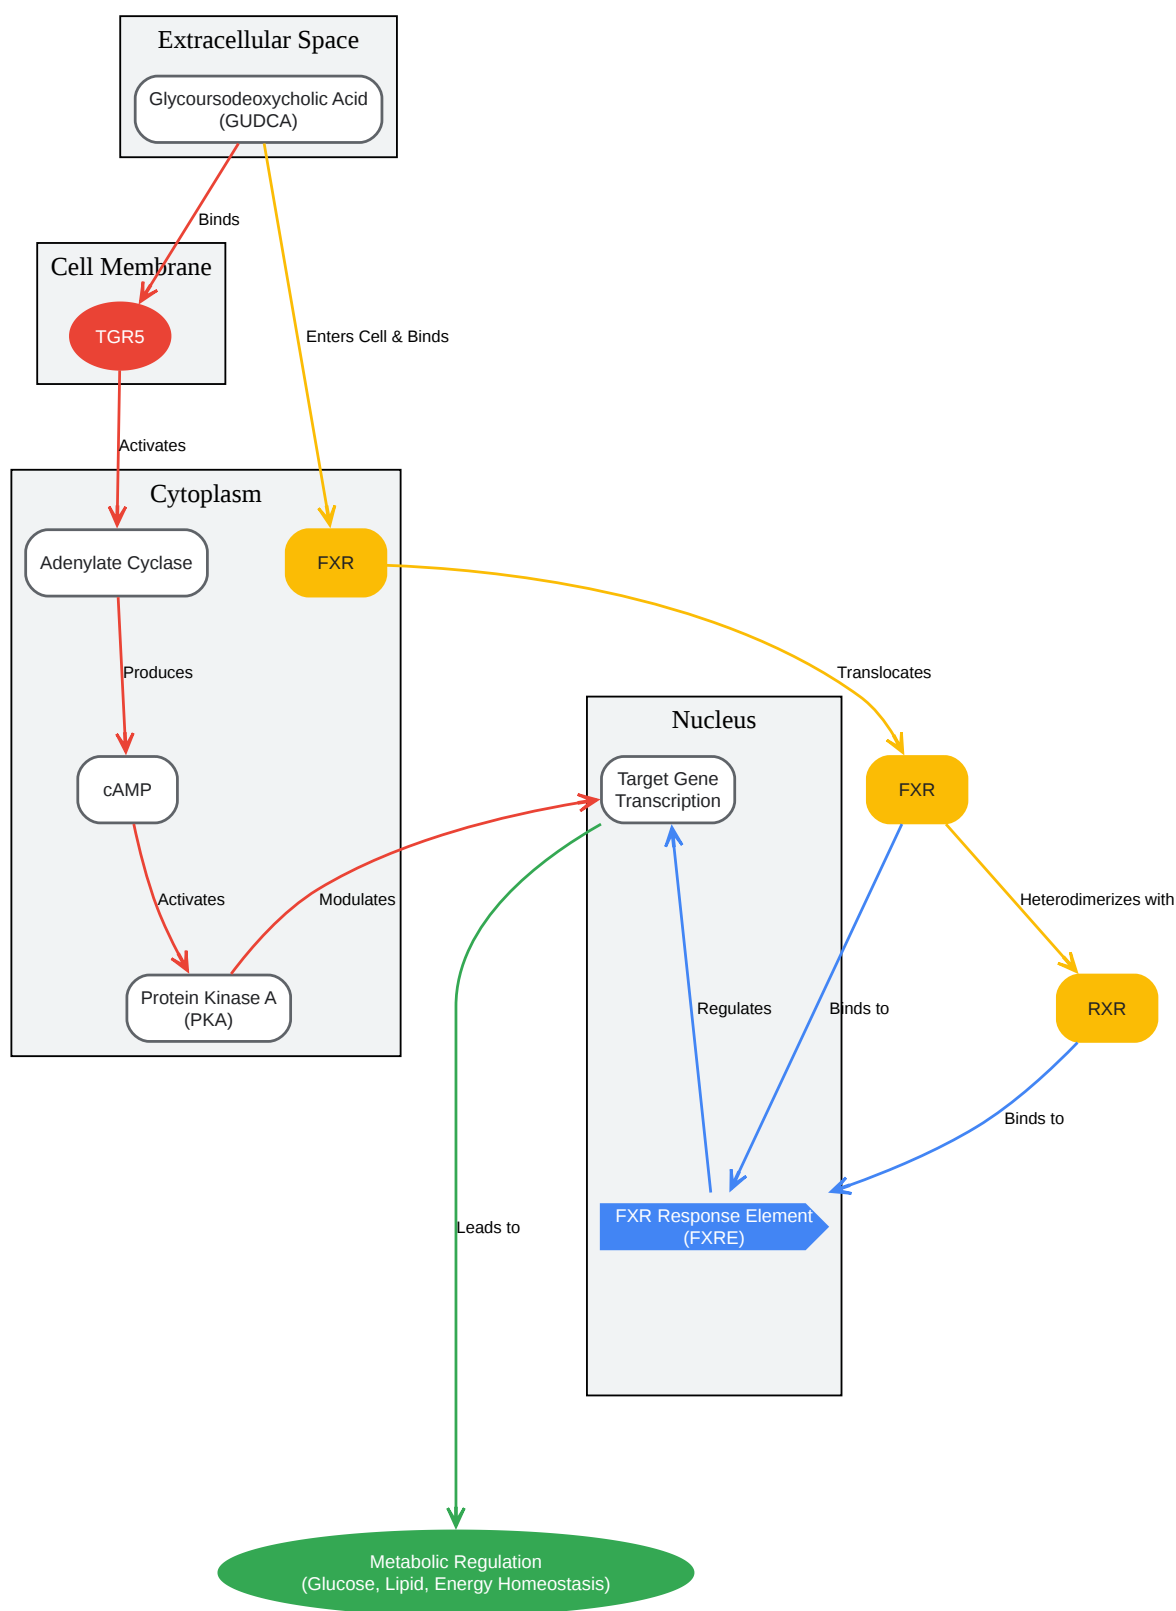 Extracellular Space
Glycoursodeoxycholic Acid
(GUDCA)
Binds
Cell Membrane
TGR5
Enters Cell & Binds
Activates
Cytoplasm
Adenylate Cyclase
FXR
Produces
Translocates
Nucleus
cAMP
Target Gene
Transcription
FXR
Activates
Modulates
Heterodimerizes with
Protein Kinase A
(PKA)
Regulates
Binds to
RXR
Binds to
FXR Response Element
(FXRE)
Leads to
Metabolic Regulation
(Glucose, Lipid, Energy Homeostasis)